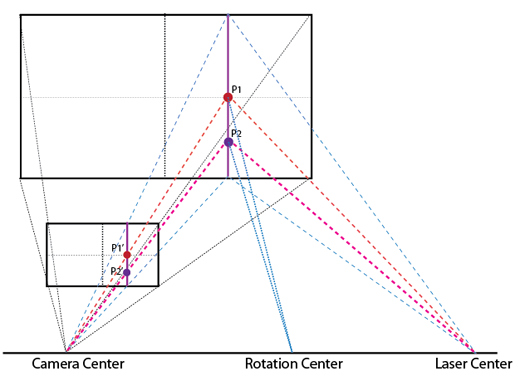 P1
P2
P1'
P2'
Camera Center
Rotation Center
Laser Center